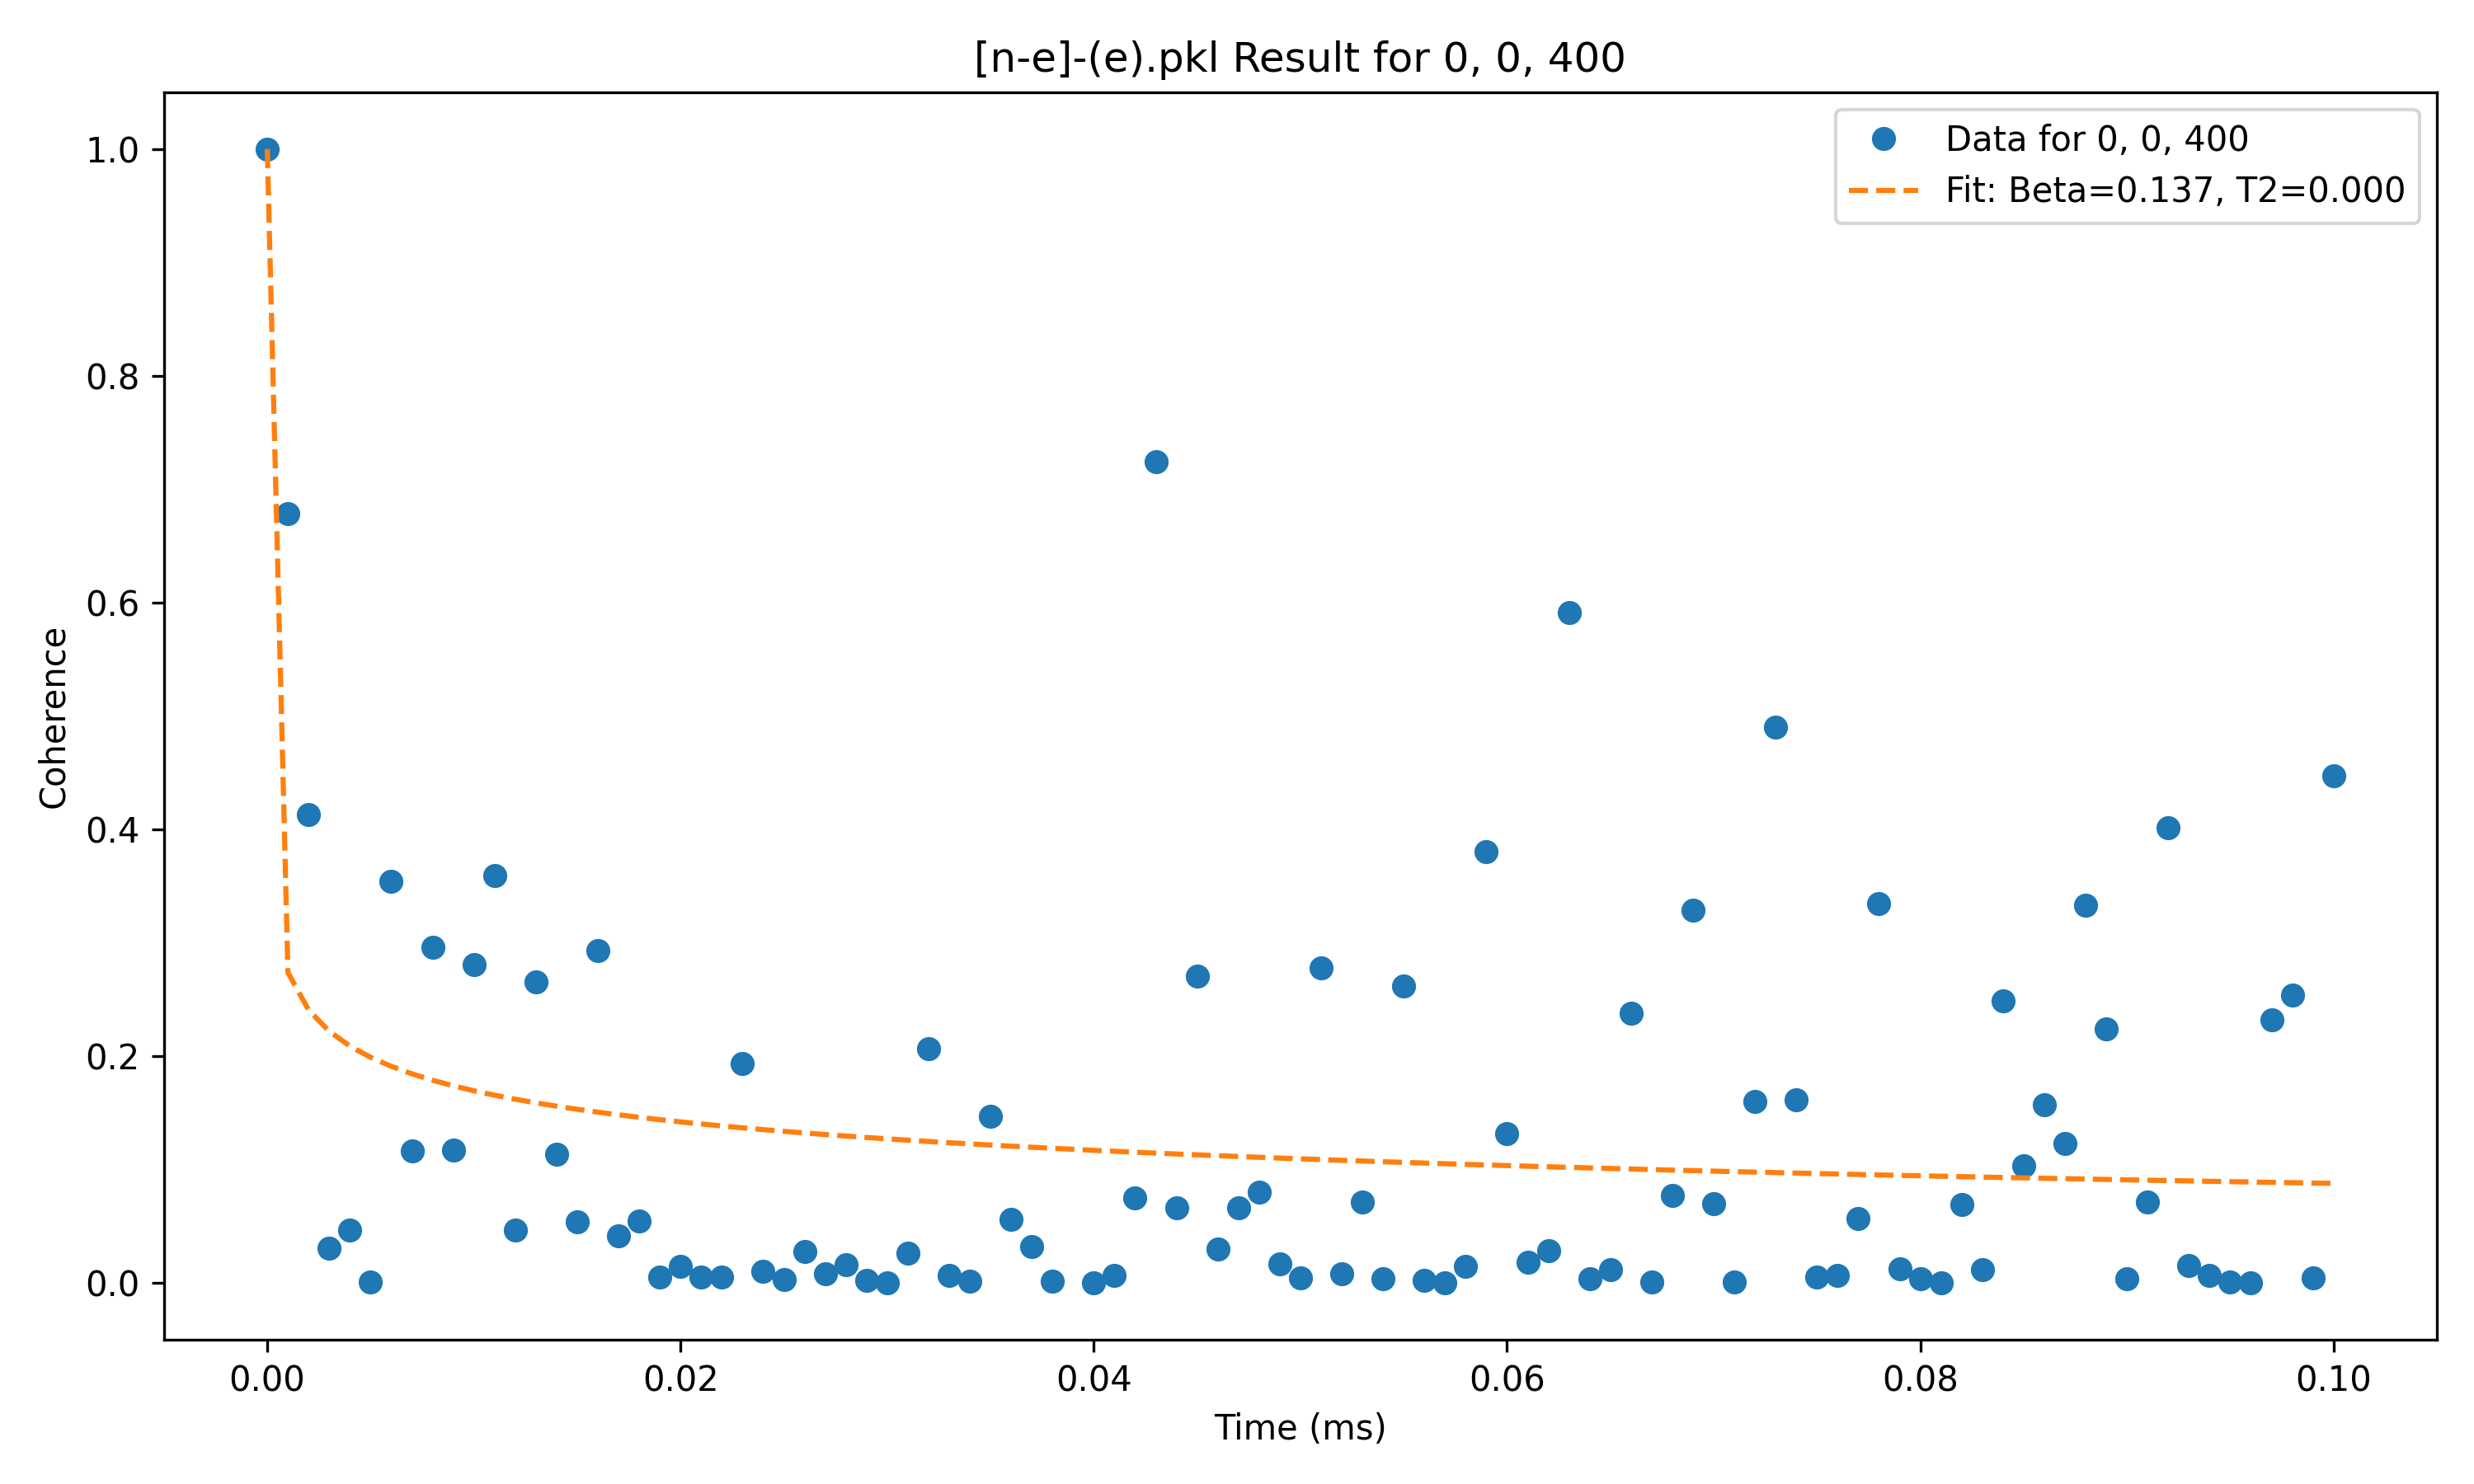 [n-e]-(e).pkl Result for 0, 0, 400
Data for 0, 0, 400
Fit: Beta=0.137, T2=0.000
1.0
0.8
0.6
0.4
0.2
0.0
Coherence
0.00 0.02 0.04 0.06 0.08 0.10
Time (ms)